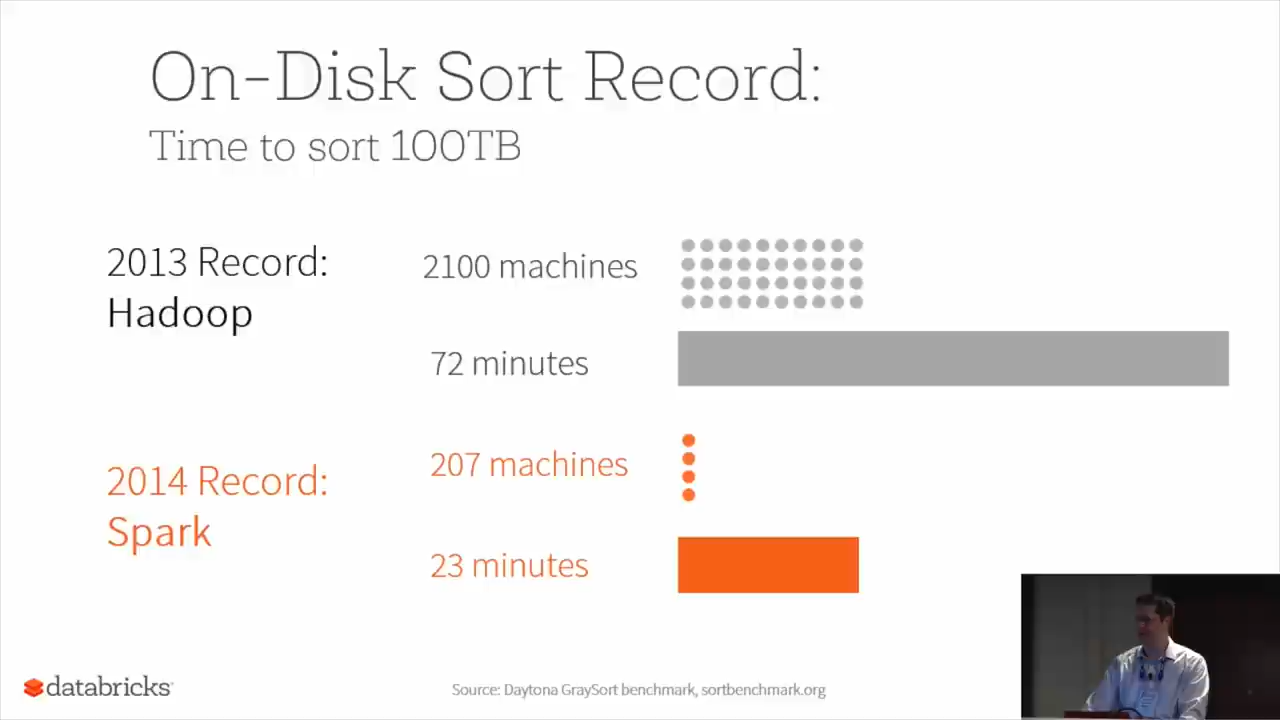 On-Disk Sort Record:
Time to sort 100TB
2013 Record:
Hadoop
2100 machines
72 minutes
2014 Record:
Spark
207 machines
23 minutes
databricks
Source: Daytona GraySort benchmark, sortbenchmark.org